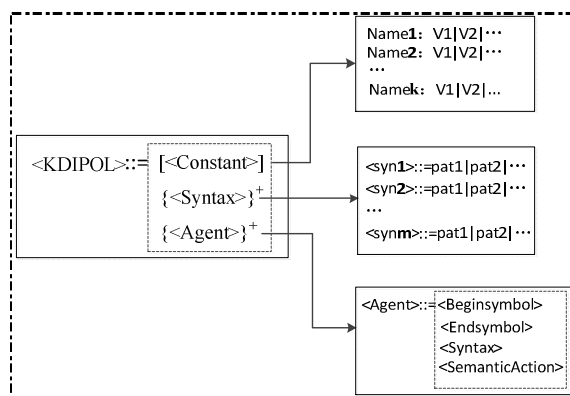 Name1：V1|V2|⋯
Name2：V1|V2|⋯
⋯
Namek：V1|V2|...
<KDIPOL>::= [<Constant>]
{<Syntax>}+
{<Agent>}+
<syn1>::=pat1|pat2|⋯
<syn2>::=pat1|pat2|⋯
⋯
<synm>::=pat1|pat2|⋯
<Agent>::=<Beginsymbol>
<Endsymbol>
<Syntax>
<SemanticAction>